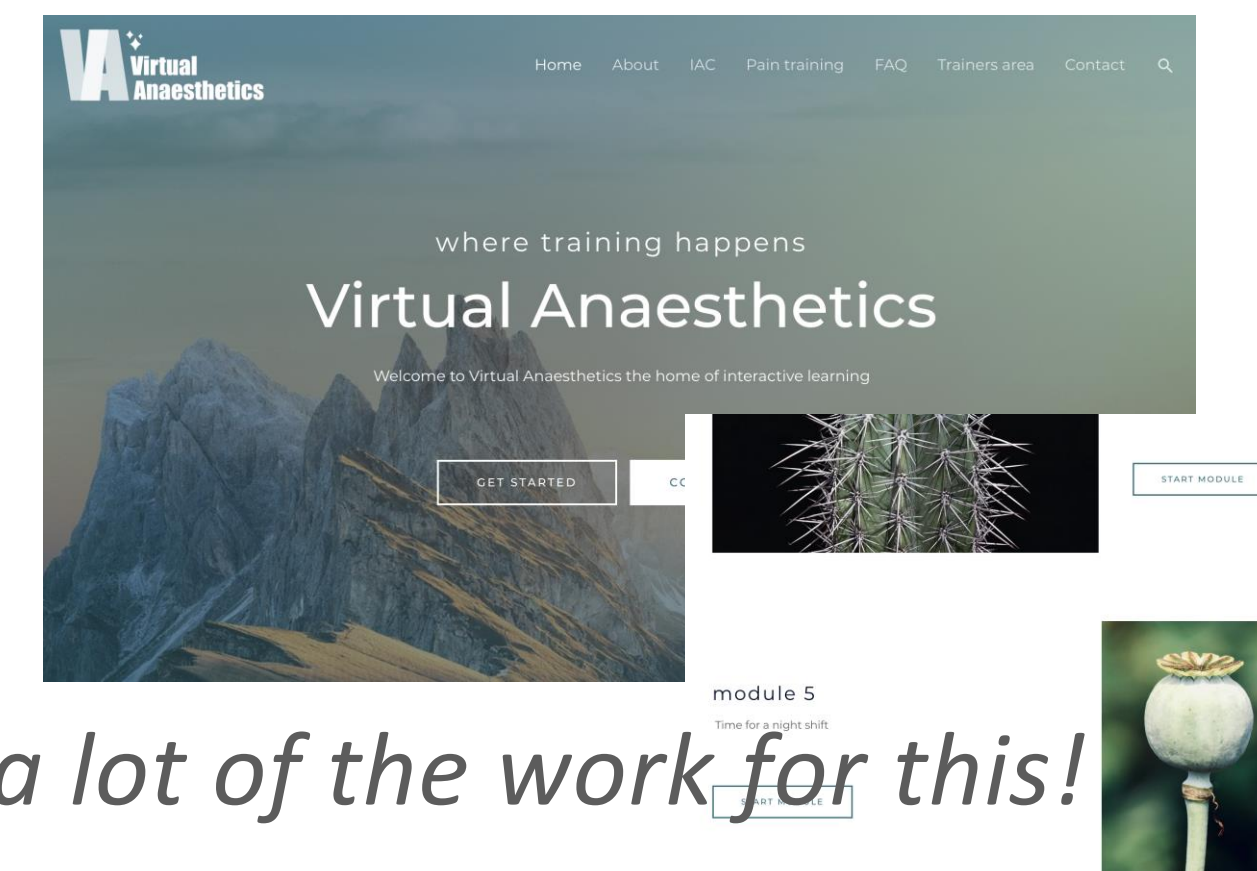 Virtual
Anaesthetics
Home About IAC Pain training FAQ Trainers area Contact
where training happens
Virtual Anaesthetics
Welcome to Virtual Anaesthetics the home of interactive learning
GET STARTED
START MODULE
module 5
Time for a night shift
a lot of the work for this!
START MODULE